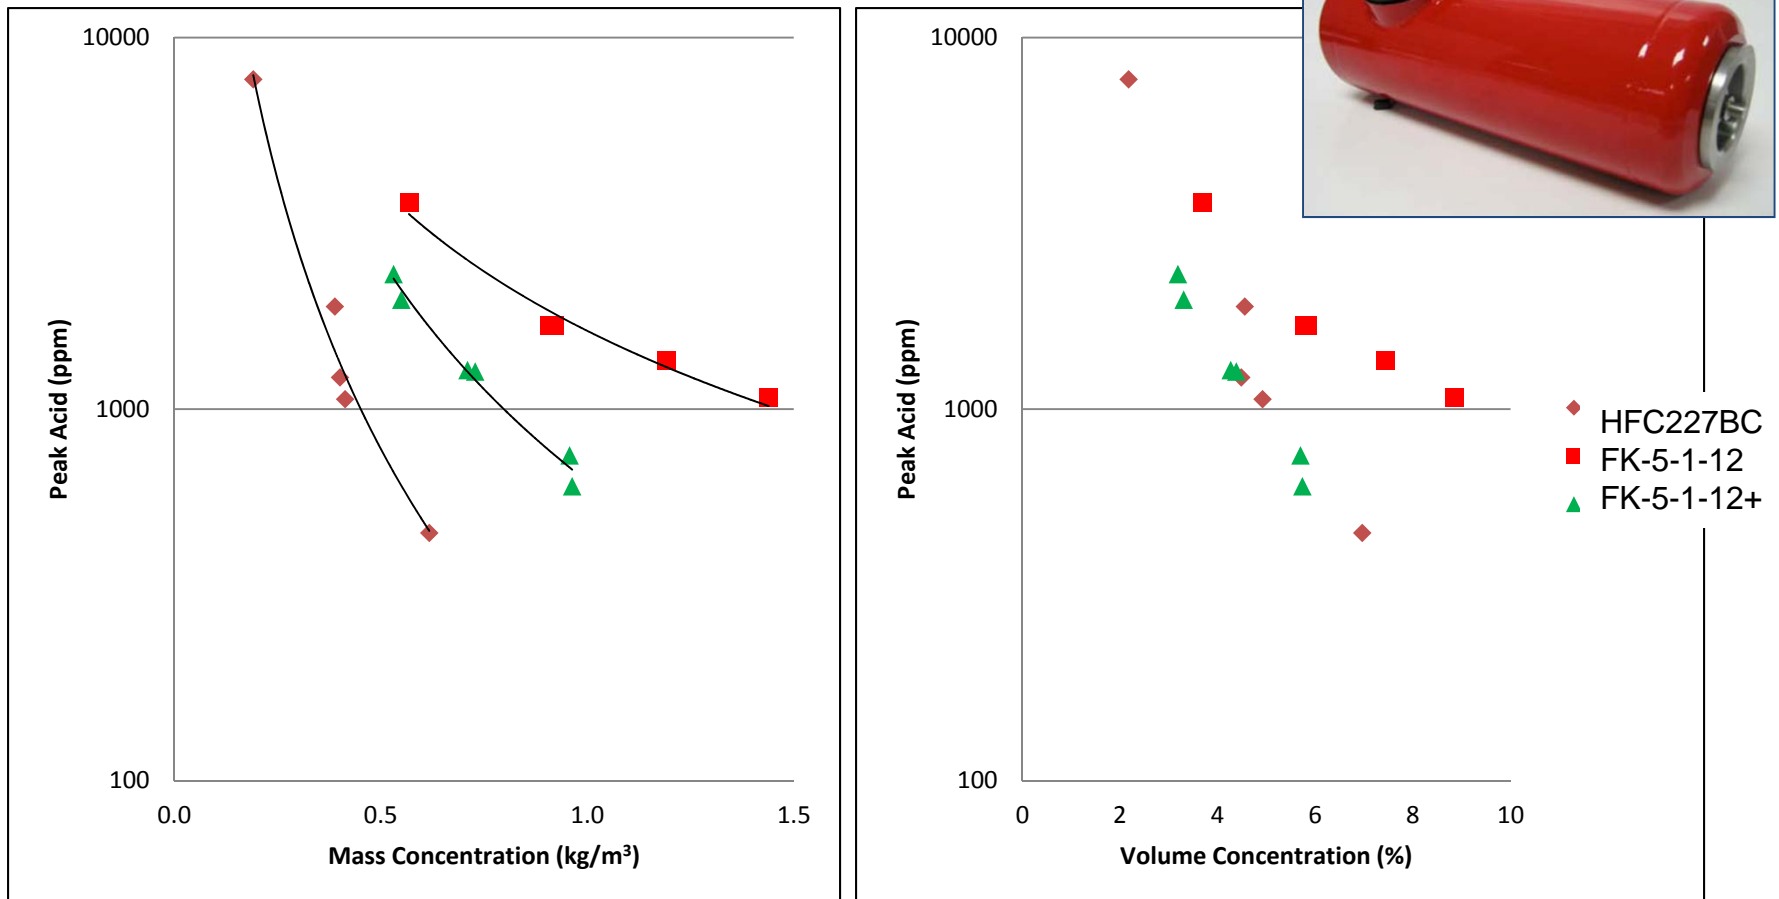 10000
1000
100
0.0
0.5
1.0
1.5
Peak Acid (ppm)
Mass Concentration (kg/m³)
10000
1000
100
0
2
4
6
8
10
Peak Acid (ppm)
Volume Concentration (%)
HFC227BC
FK-5-1-12
FK-5-1-12+